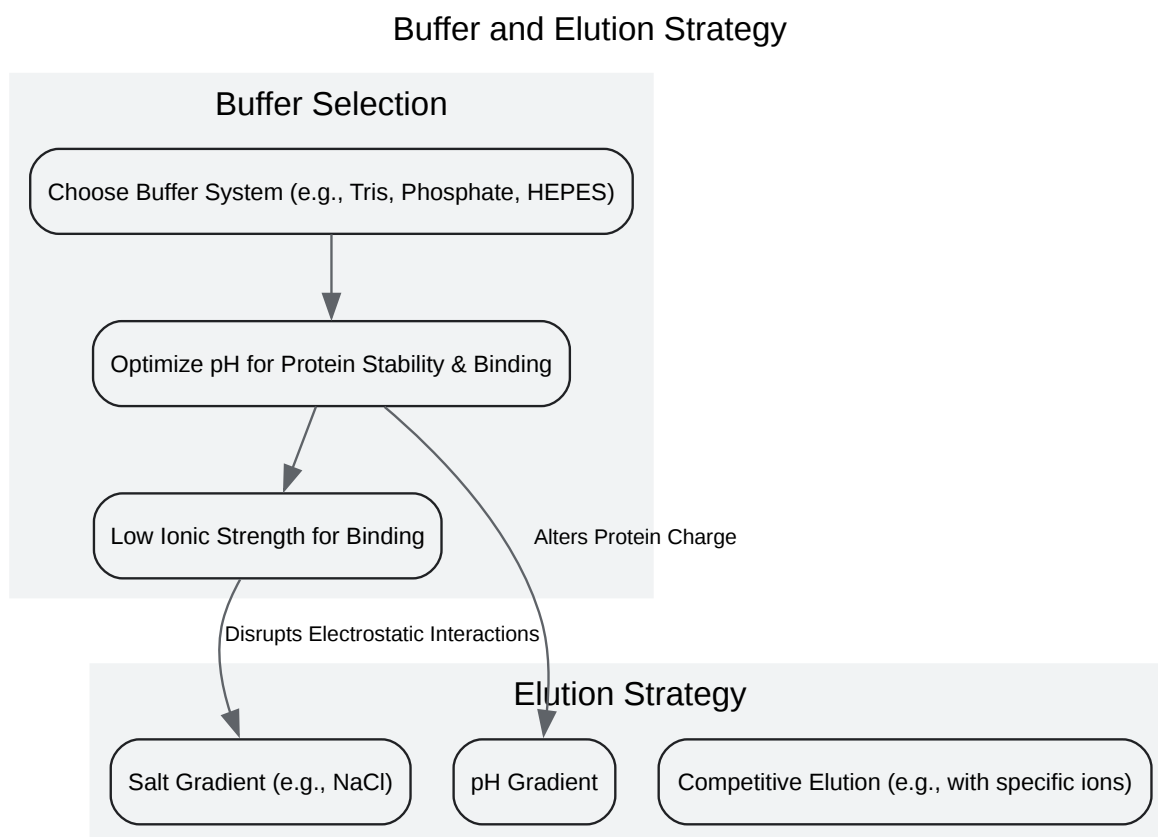 Buffer and Elution Strategy
Buffer Selection
Choose Buffer System (e.g., Tris, Phosphate, HEPES)
Optimize pH for Protein Stability & Binding
Low Ionic Strength for Binding
Alters Protein Charge
Disrupts Electrostatic Interactions
Elution Strategy
Salt Gradient (e.g., NaCl)
pH Gradient
Competitive Elution (e.g., with specific ions)